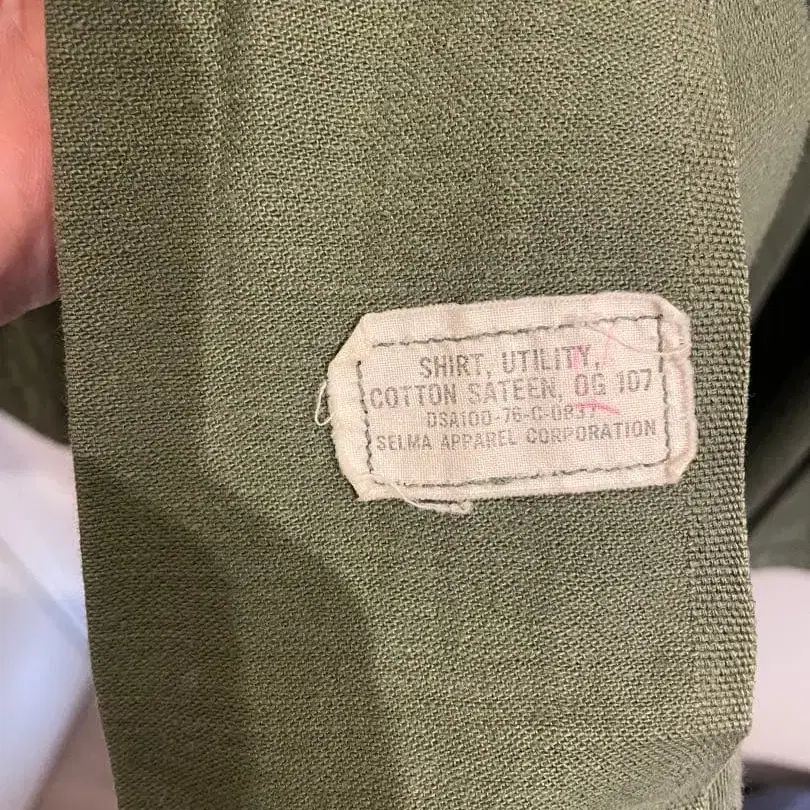 SHIRT, UTILITY,
COTTON SATEEN, OG 107
DSA100-76-C-0837
SELMA APPAREL CORPORATION